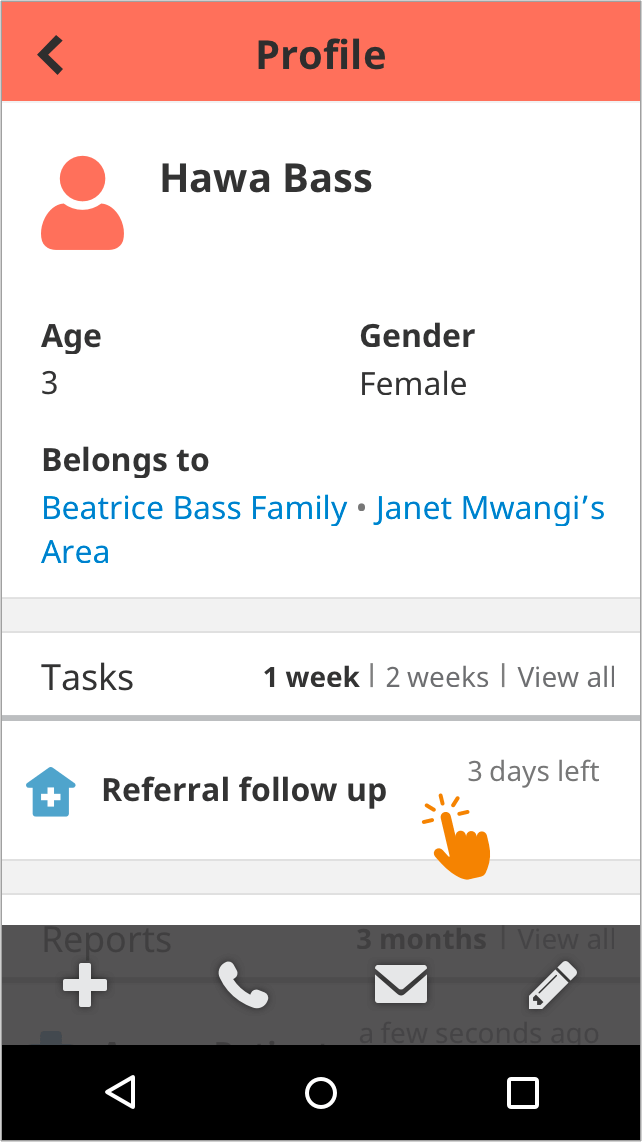 Profile
Hawa Bass
Age
Gender
3
Female
Belongs to
Beatrice Bass Family • Janet Mwangi’s
Area
Tasks
1 week | 2 weeks | View all
Referral follow up
3 days left
Reports
3 months | View all
a few seconds ago